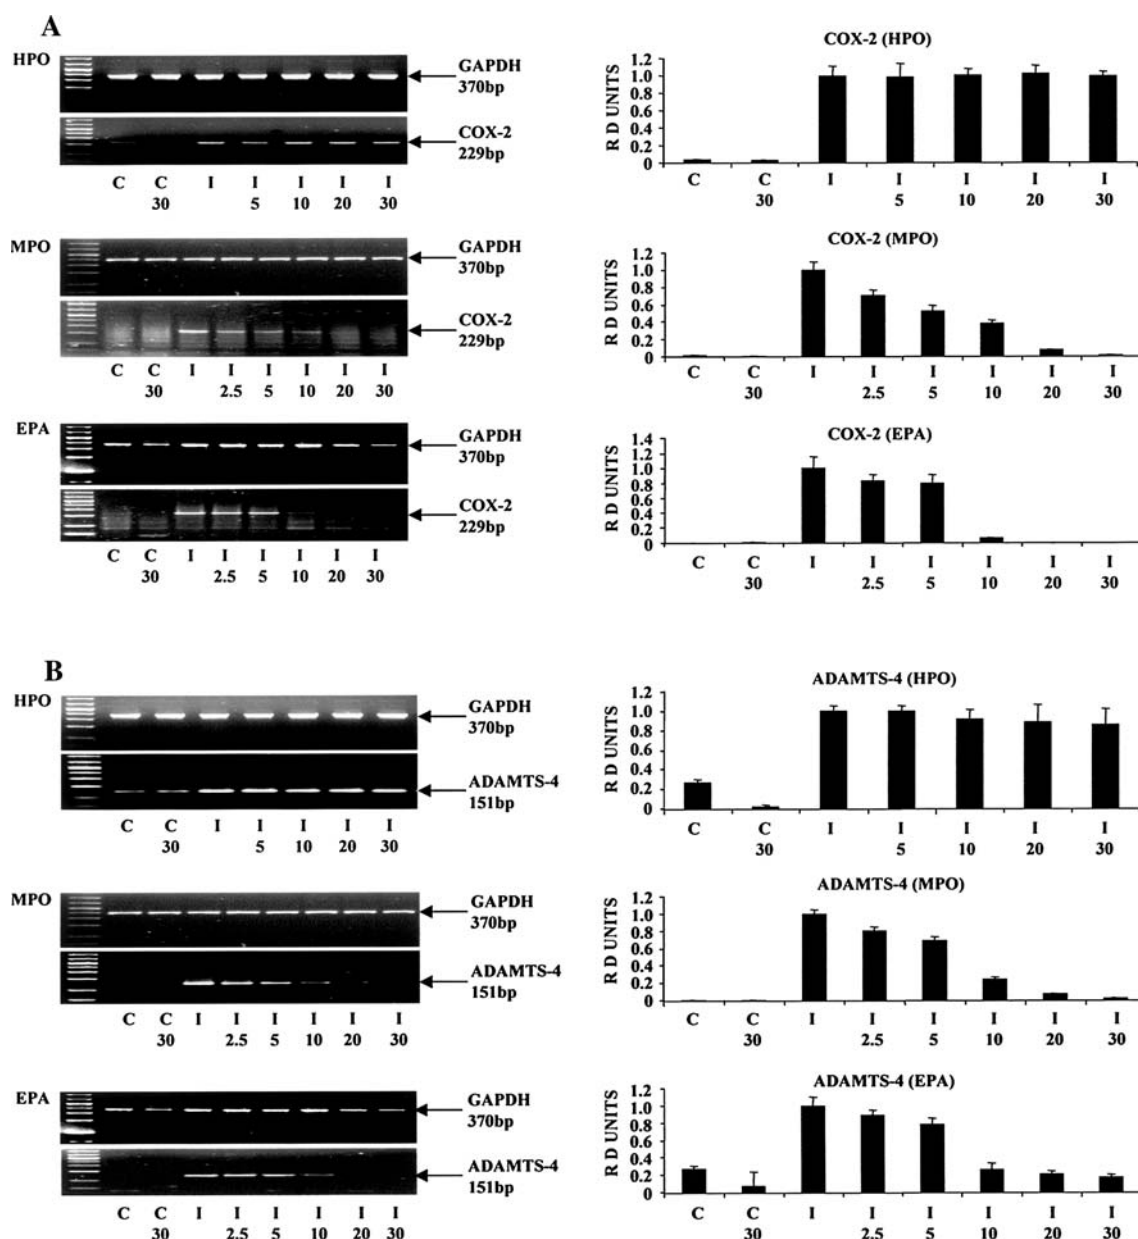 A
HPO
GAPDH
370bp
COX-2
229bp
C C I I I I I
30 5 10 20 30
COX-2 (HPO)
R D UNITS
1.2
1.0
0.8
0.6
0.4
0.2
0
C C I I I I I
30 5 10 20 30
MPO
GAPDH
370bp
COX-2
229bp
C C I I I I I I
30 2.5 5 10 20 30
COX-2 (MPO)
R D UNITS
1.2
1.0
0.8
0.6
0.4
0.2
0
C C I I I I I I
30 2.5 5 10 20 30
EPA
GAPDH
370bp
COX-2
229bp
C C I I I I I I
30 2.5 5 10 20 30
COX-2 (EPA)
R D UNITS
1.4
1.2
1.0
0.8
0.6
0.4
0.2
0
C C I I I I I I
30 2.5 5 10 20 30
B
HPO
GAPDH
370bp
ADAMTS-4
151bp
C C I I I I I
30 5 10 20 30
ADAMTS-4 (HPO)
R D UNITS
1.2
1.0
0.8
0.6
0.4
0.2
0
C C I I I I I
30 5 10 20 30
MPO
GAPDH
370bp
ADAMTS-4
151bp
C C I I I I I I
30 2.5 5 10 20 30
ADAMTS-4 (MPO)
R D UNITS
1.2
1.0
0.8
0.6
0.4
0.2
0
C C I I I I I I
30 2.5 5 10 20 30
EPA
GAPDH
370bp
ADAMTS-4
151bp
C C I I I I I I
30 2.5 5 10 20 30
ADAMTS-4 (EPA)
R D UNITS
1.2
1.0
0.8
0.6
0.4
0.2
0
C C I I I I I I
30 2.5 5 10 20 30